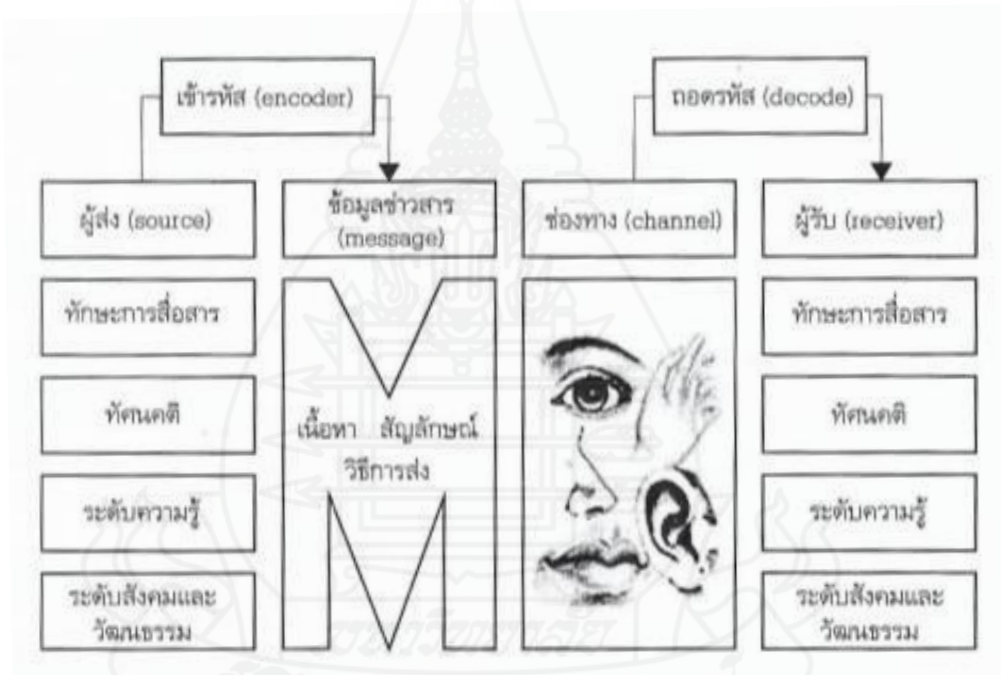 เข้ารหัส (encoder)
ถอดรหัส (decode)
ผู้ส่ง (source)
ข้อมูลข่าวสาร
(message)
ช่องทาง (channel)
ผู้รับ (receiver)
ทักษะการสื่อสาร
ทัศนคติ
ระดับความรู้
ระดับสังคมและ
วัฒนธรรม
เนื้อหา สัญลักษณ์
วิธีการส่ง
ทักษะการสื่อสาร
ทัศนคติ
ระดับความรู้
ระดับสังคมและ
วัฒนธรรม